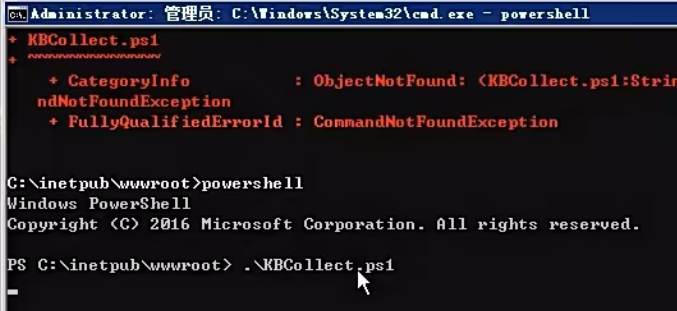 Administrator: 管理员: C:\Windows\System32\cmd.exe - powershell
+ KBCollect.ps1
+ ~~~~~~~~~~~~~
+ CategoryInfo : ObjectNotFound: (KBCollect.ps1:Strin
ndNotFoundException
+ FullyQualifiedErrorId : CommandNotFoundException
C:\inetpub\wwwroot>powershell
Windows PowerShell
Copyright (C) 2016 Microsoft Corporation. All rights reserved.
PS C:\inetpub\wwwroot> .\KBCollect.ps1